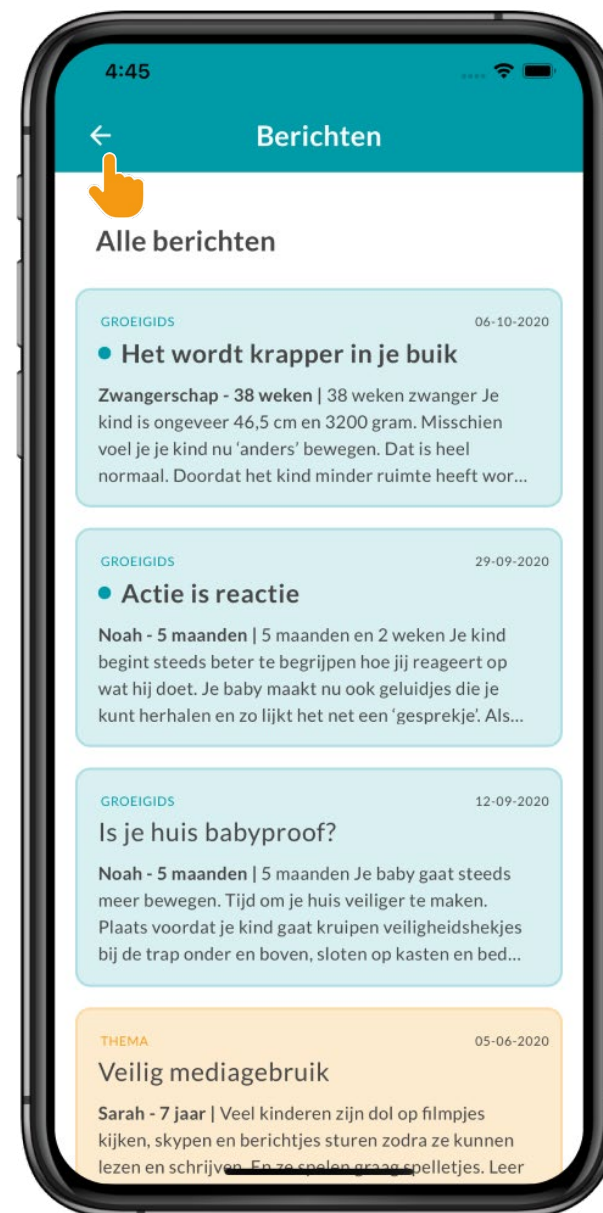 4:45
Berichten
Alle berichten
GROEIGIDS 06-10-2020
Het wordt krapper in je buik
Zwangerschap - 38 weken | 38 weken zwanger Je
kind is ongeveer 46,5 cm en 3200 gram. Misschien
voel je je kind nu ‘anders’ bewegen. Dat is heel
normaal. Doordat het kind minder ruimte heeft wor...
GROEIGIDS 29-09-2020
Actie is reactie
Noah - 5 maanden | 5 maanden en 2 weken Je kind
begint steeds beter te begrijpen hoe jij reageert op
wat hij doet. Je baby maakt nu ook geluidjes die je
kunt herhalen en zo lijkt het net een ‘gesprekje’. Als...
GROEIGIDS 12-09-2020
Is je huis babyproof?
Noah - 5 maanden | 5 maanden Je baby gaat steeds
meer bewegen. Tijd om je huis veiliger te maken.
Plaats voordat je kind gaat kruipen veiligheidshekjes
bij de trap onder en boven, sloten op kasten en bed...
THEMA 05-06-2020
Veilig mediagebruik
Sarah - 7 jaar | Veel kinderen zijn dol op filmpjes
kijken, skypen en berichtjes sturen zodra ze kunnen
lezen en schrijven. En ze spelen graag spelletjes. Leer